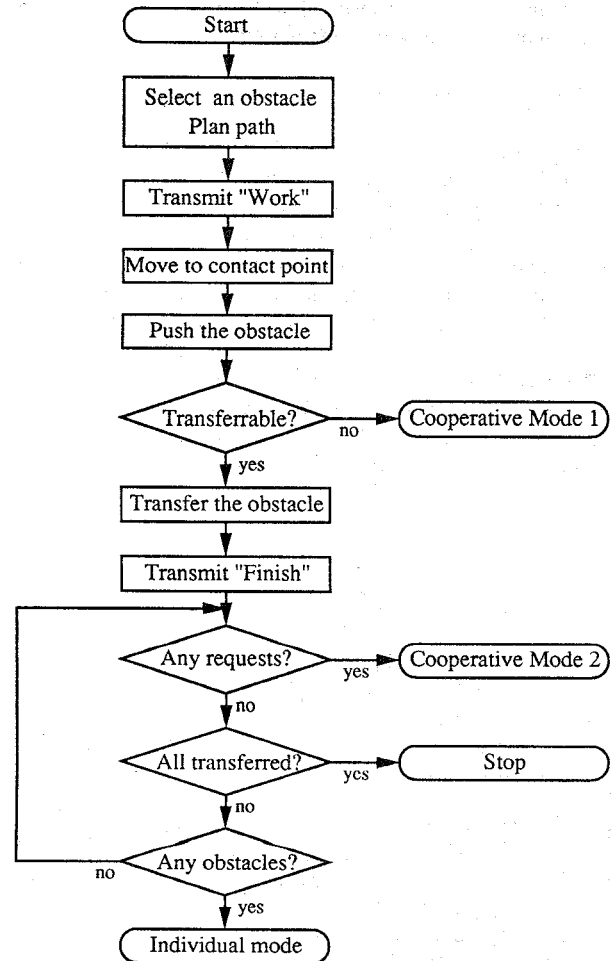 Start
Select an obstacle
Plan path
Transmit "Work"
Move to contact point
Push the obstacle
Transferrable?
no
Cooperative Mode 1
yes
Transfer the obstacle
Transmit "Finish"
Any requests?
yes
Cooperative Mode 2
no
All transferred?
yes
Stop
no
Any obstacles?
no
yes
Individual mode